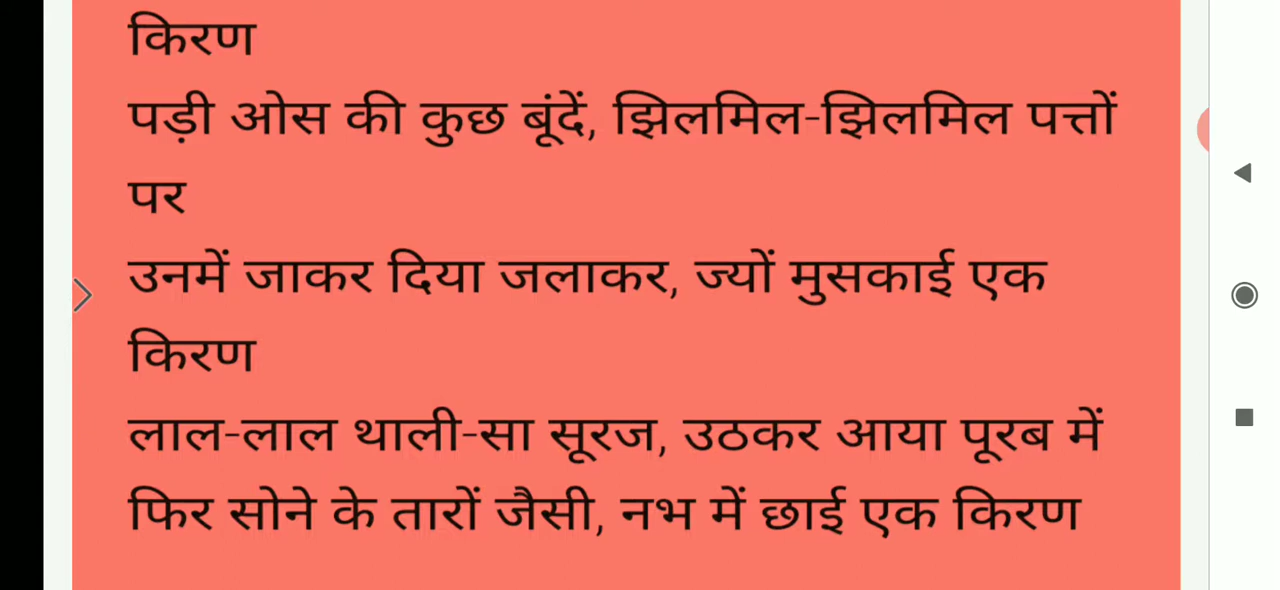 किरण
पड़ी ओस की कुछ बूंदें, झिलमिल-झिलमिल पत्तों
पर
उनमें जाकर दिया जलाकर, ज्यों मुसकाई एक
किरण
लाल-लाल थाली-सा सूरज, उठकर आया पूरब में
फिर सोने के तारों जैसी, नभ में छाई एक किरण